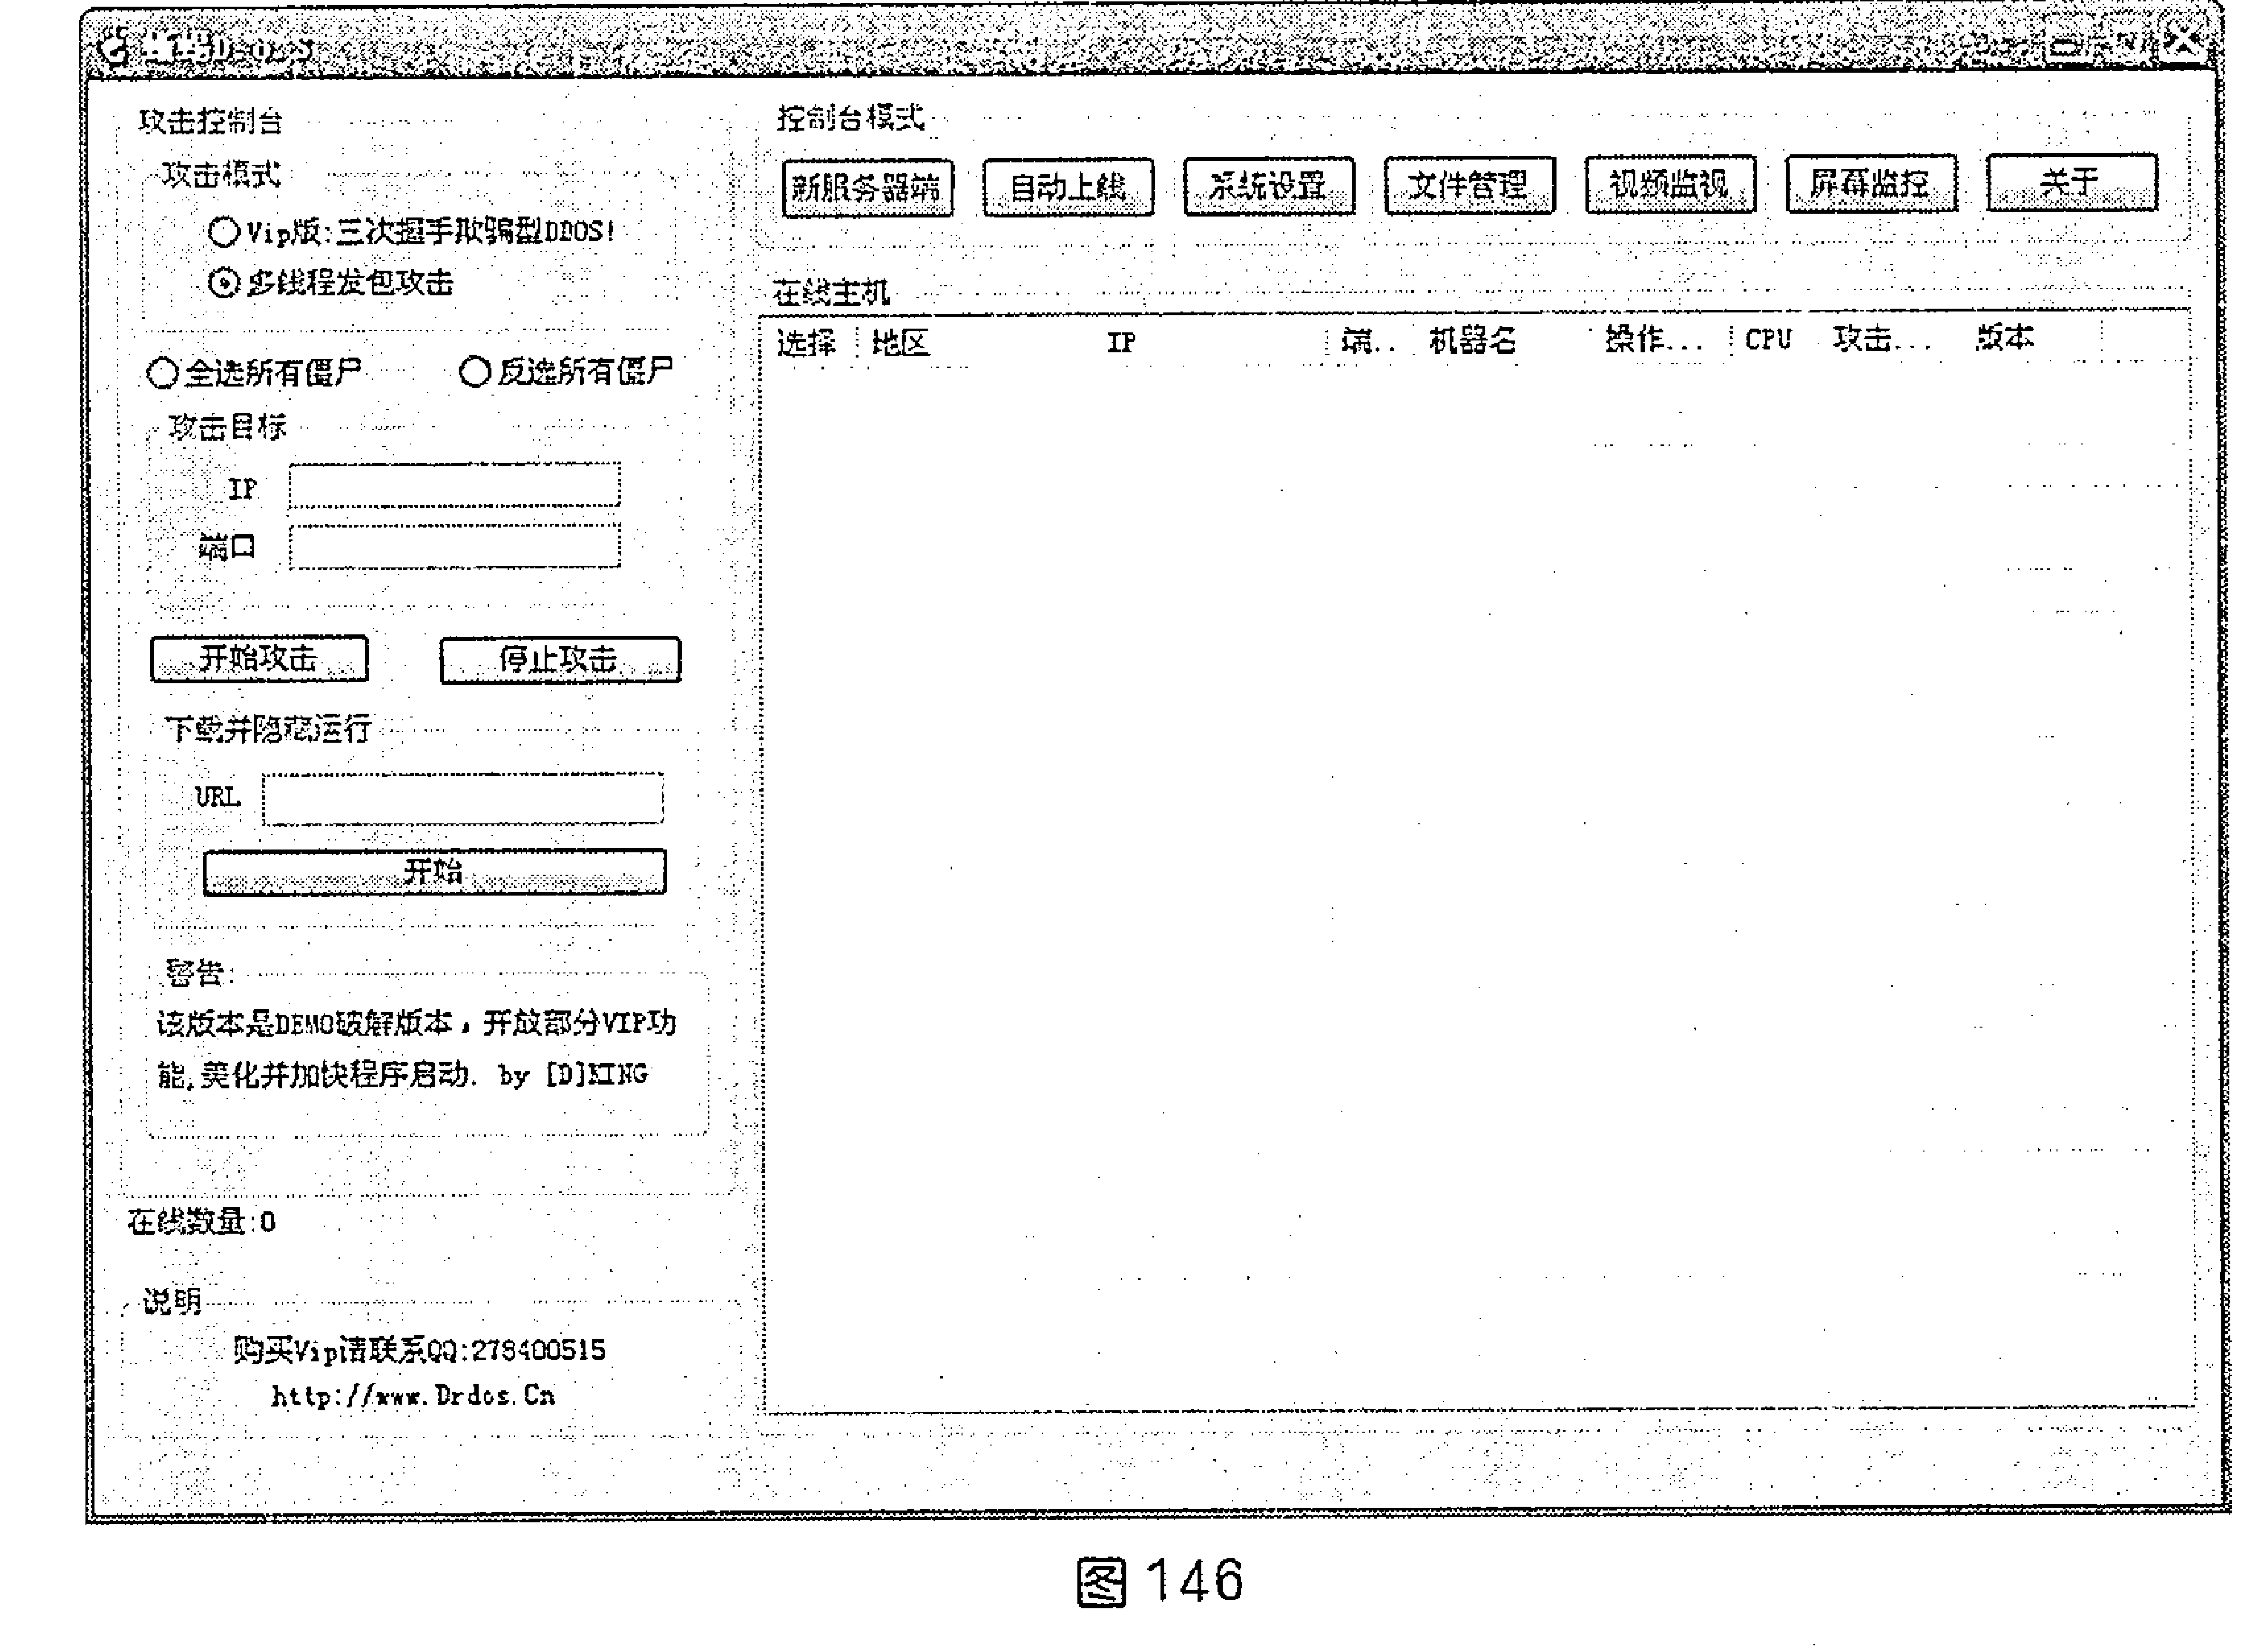 攻击控制台
攻击模式
Vip版:三次握手欺骗型DDOS!
多线程发包攻击
全选所有僵尸
反选所有僵尸
攻击目标
IP
端口
开始攻击
停止攻击
下载并隐藏运行
URL
开始
警告:
该版本是DEMO破解版本，开放部分VIP功
能,美化并加快程序启动. by [D]XING
在线数量:0
说明
购买Vip请联系QQ:278400515
http://www.Drdos.Cn
控制台模式
新服务器端 自动上线 系统设置 文件管理 视频监视 屏幕监控 关于
在线主机
选择 地区 IP 端.. 机器名 操作... CPU 攻击... 版本
图 146